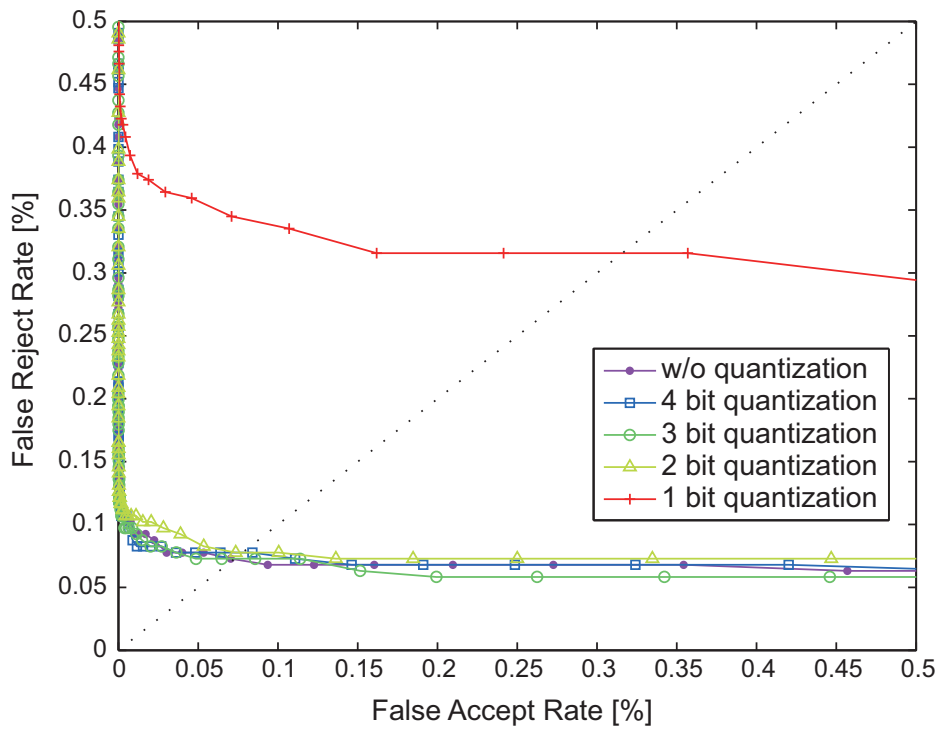 0.5
0.45
0.4
0.35
0.3
0.25
0.2
0.15
0.1
0.05
0
False Reject Rate [%]
w/o quantization
4 bit quantization
3 bit quantization
2 bit quantization
1 bit quantization
0 0.05 0.1 0.15 0.2 0.25 0.3 0.35 0.4 0.45 0.5
False Accept Rate [%]